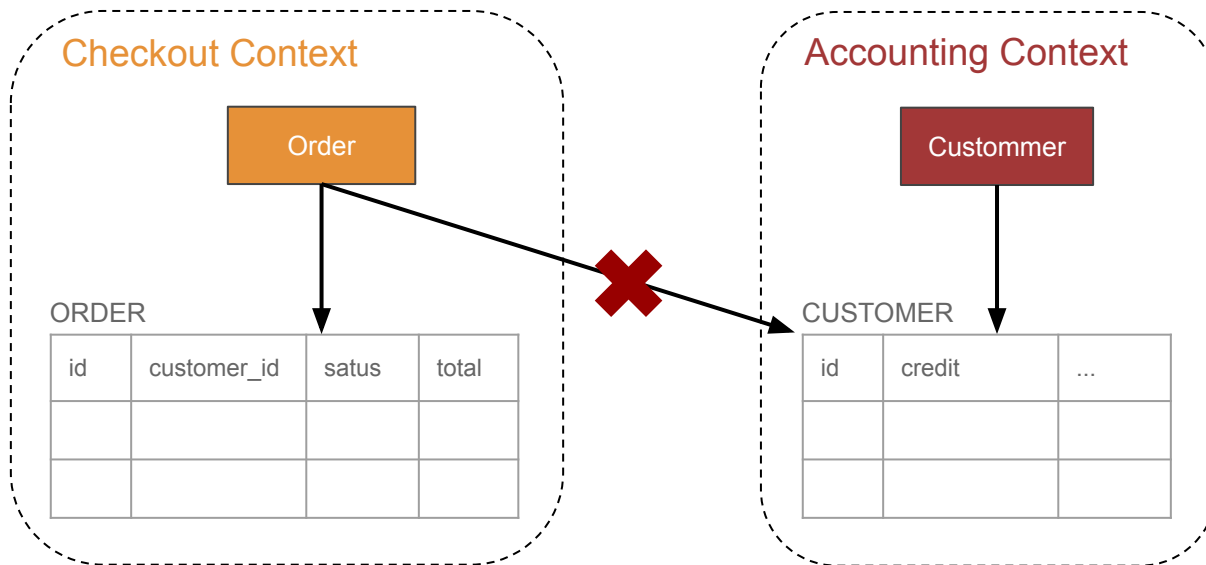 Checkout Context
Order
ORDER
id customer_id satus total
Accounting Context
Custommer
CUSTOMER
id credit ...